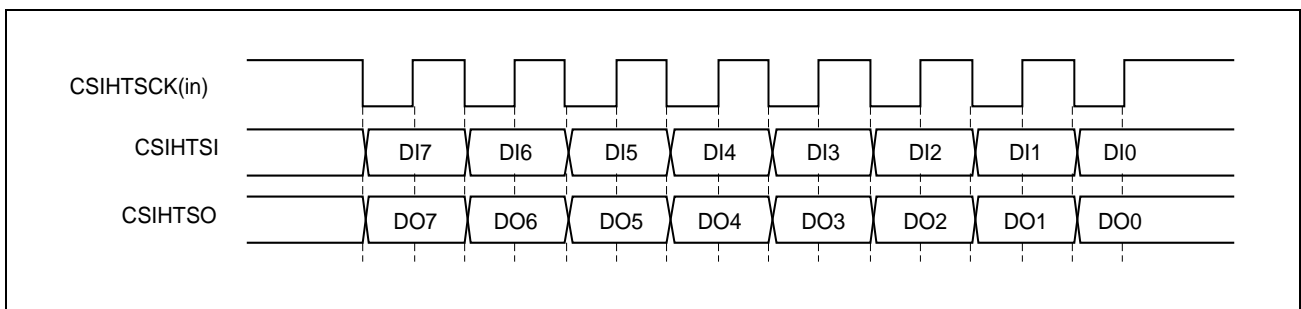 CSIHTSCK(in)
CSIHTSI DI7 DI6 DI5 DI4 DI3 DI2 DI1 DI0
CSIHTSO DO7 DO6 DO5 DO4 DO3 DO2 DO1 DO0